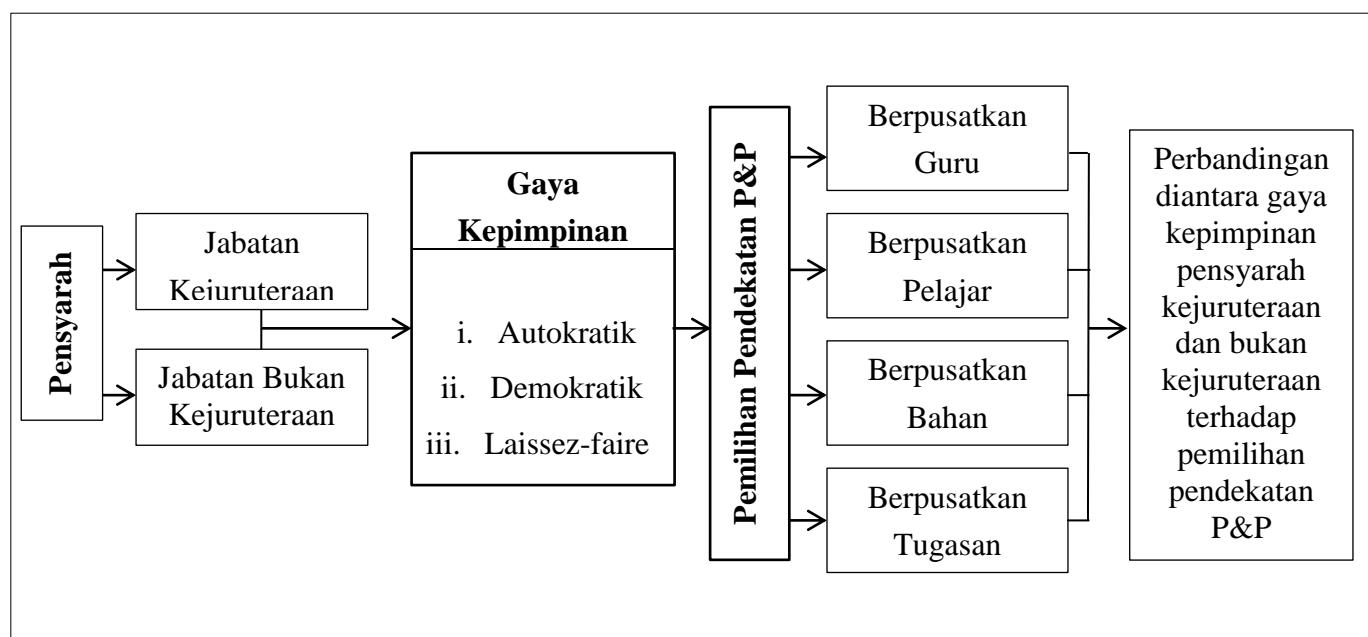 Pensyarah
Jabatan
Kejuruteraan
Jabatan Bukan
Kejuruteraan
Gaya
Kepimpinan
i. Autokratik
ii. Demokratik
iii. Laissez-faire
Pemilihan Pendekatan P&P
Berpusatkan
Guru
Berpusatkan
Pelajar
Berpusatkan
Bahan
Berpusatkan
Tugasan
Perbandingan
diantara gaya
kepimpinan
pensyarah
kejuruteraan
dan bukan
kejuruteraan
terhadap
pemilihan
pendekatan
P&P